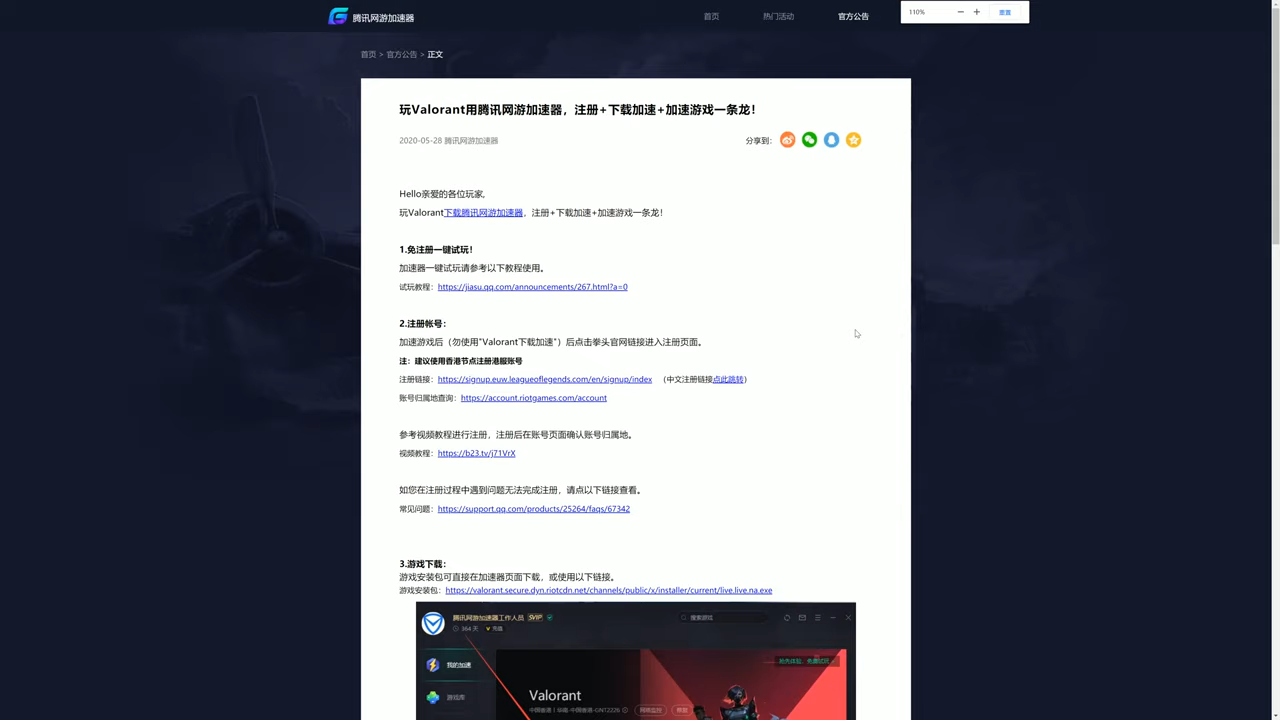 腾讯网游加速器
首页
热门活动
官方公告
110%
重置
首页 > 官方公告 > 正文
玩Valorant用腾讯网游加速器，注册+下载加速+加速游戏一条龙！
2020-05-28 腾讯网游加速器
分享到：
Hello亲爱的各位玩家,
玩Valorant下载腾讯网游加速器，注册+下载加速+加速游戏一条龙！
1.免注册一键试玩！
加速器一键试玩请参考以下教程使用。
试玩教程：https://jiasu.qq.com/announcements/267.html?a=0
2.注册帐号：
加速游戏后（勿使用"Valorant下载加速"）后点击拳头官网链接进入注册页面。
注：建议使用香港节点注册港服账号
注册链接：https://signup.euw.leagueoflegends.com/en/signup/index （中文注册链接点此跳转）
账号归属地查询：https://account.riotgames.com/account
参考视频教程进行注册，注册后在账号页面确认账号归属地。
视频教程：https://b23.tv/j71VrX
如您在注册过程中遇到问题无法完成注册，请点以下链接查看。
常见问题：https://support.qq.com/products/25264/faqs/67342
3.游戏下载：
游戏安装包可直接在加速器页面下载，或使用以下链接。
游戏安装包：https://valorant.secure.dyn.riotcdn.net/channels/public/x/installer/current/live.live.na.exe
腾讯网游加速器工作人员 SVIP
364 天
充值
搜索游戏
我的加速
抢先体验，免费试玩
Valorant
游戏库